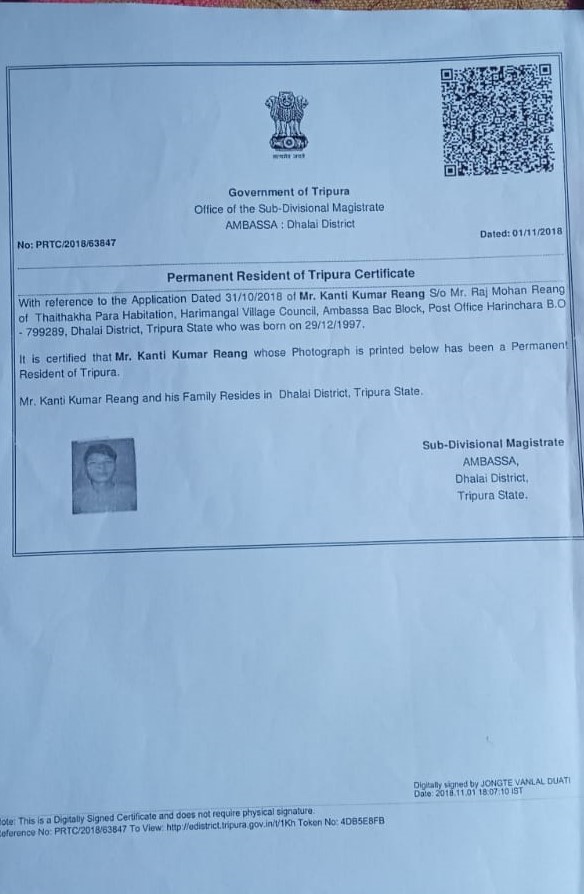 सत्यमेव जयते
Government of Tripura
Office of the Sub-Divisional Magistrate
AMBASSA : Dhalai District
No: PRTC/2018/63847
Dated: 01/11/2018
Permanent Resident of Tripura Certificate
With reference to the Application Dated 31/10/2018 of Mr. Kanti Kumar Reang S/o Mr. Raj Mohan Reang
of Thaithakha Para Habitation, Harimangal Village Council, Ambassa Bac Block, Post Office Harinchara B.O
- 799289, Dhalai District, Tripura State who was born on 29/12/1997.
It is certified that Mr. Kanti Kumar Reang whose Photograph is printed below has been a Permanent
Resident of Tripura.
Mr. Kanti Kumar Reang and his Family Resides in Dhalai District, Tripura State.
Sub-Divisional Magistrate
AMBASSA,
Dhalai District,
Tripura State.
Digitally signed by JONGTE VANLAL DUATI
Date: 2018.11.01 18:07:10 IST
ote: This is a Digitally Signed Certificate and does not require physical signature.
eference No: PRTC/2018/63847 To View: http://edistrict.tripura.gov.in/t/1Kh Token No: 4DB5E8FB